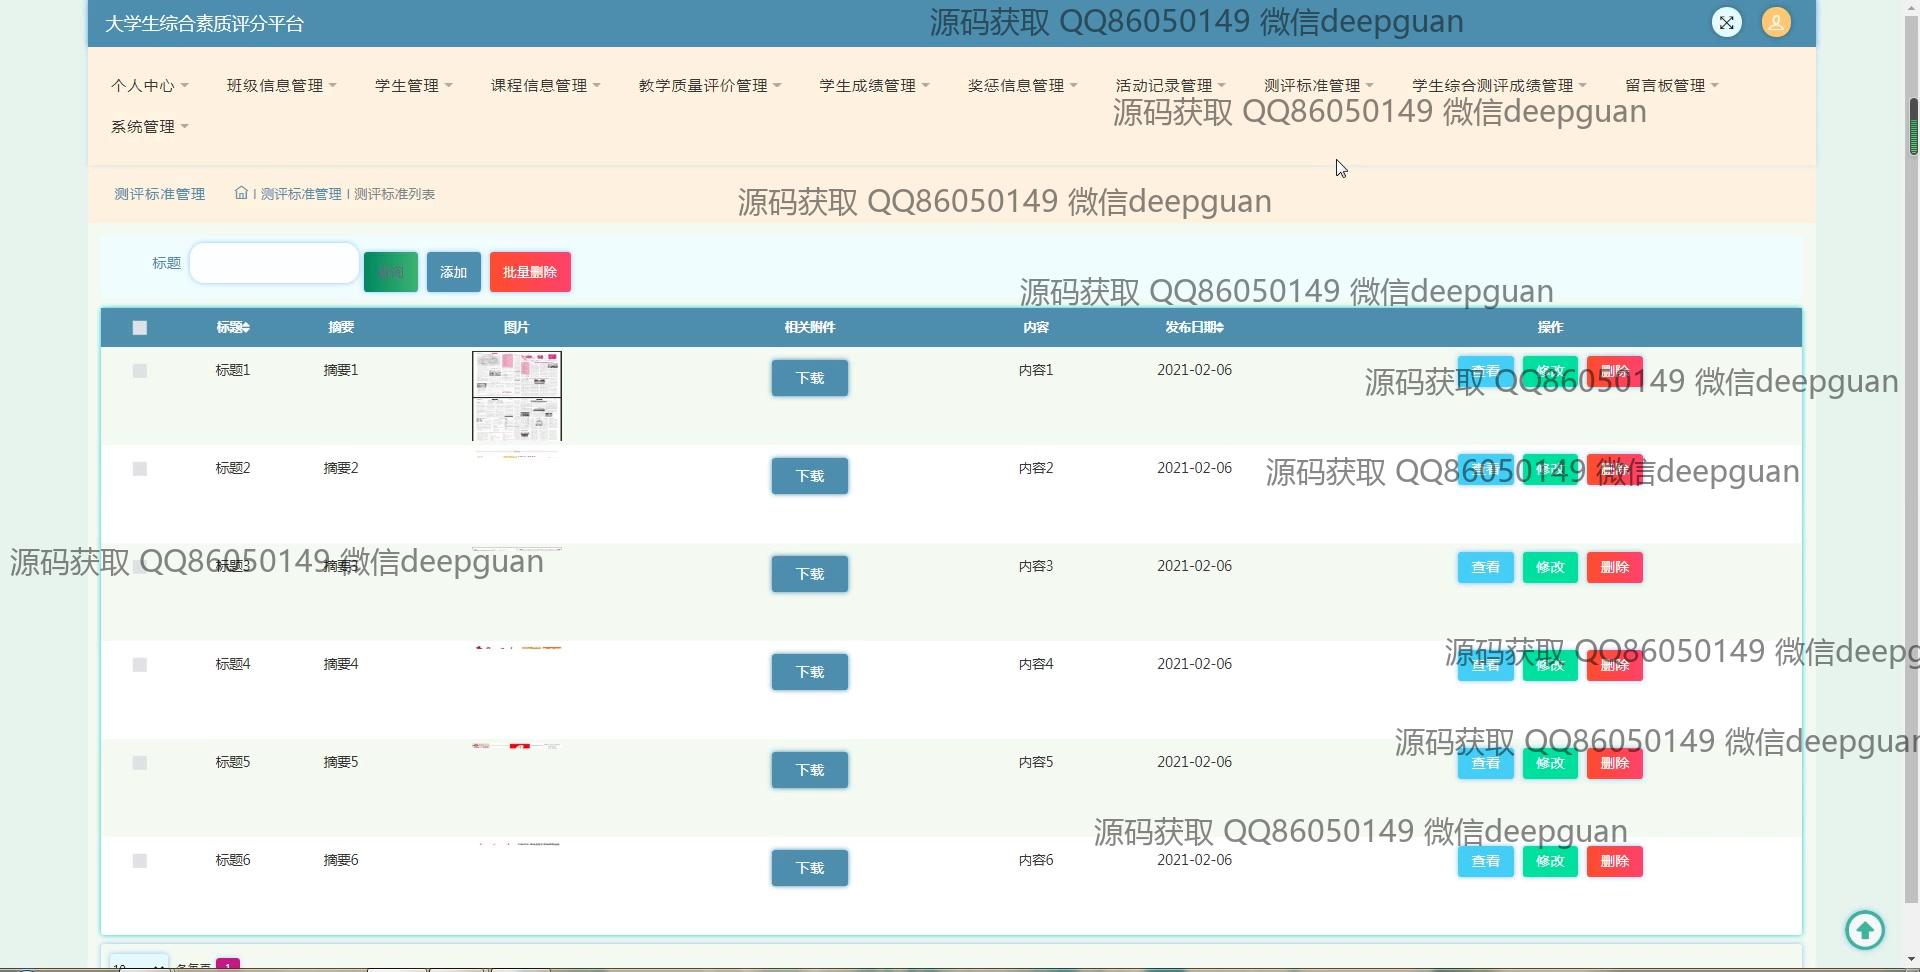 大学生综合素质评分平台
源码获取 QQ86050149 微信deepguan
个人中心 班级信息管理 学生管理 课程信息管理 教学质量评价管理 学生成绩管理 奖惩信息管理 活动记录管理 测评标准管理 学生综合测评成绩管理 留言板管理
源码获取 QQ86050149 微信deepguan
系统管理
测评标准管理 测评标准管理 测评标准列表
源码获取 QQ86050149 微信deepguan
标题 查询 添加 批量删除
源码获取 QQ86050149 微信deepguan
标题 摘要 图片 相关附件 内容 发布日期 操作
标题1 摘要1 下载 内容1 2021-02-06 查看 修改 删除
源码获取 QQ86050149 微信deepguan
标题2 摘要2 下载 内容2 2021-02-06 查看 修改 删除
源码获取 QQ86050149 微信deepguan
标题3 摘要3 下载 内容3 2021-02-06 查看 修改 删除
源码获取 QQ86050149 微信deepguan
标题4 摘要4 下载 内容4 2021-02-06 查看 修改 删除
源码获取 QQ86050149 微信deepg
标题5 摘要5 下载 内容5 2021-02-06 查看 修改 删除
源码获取 QQ86050149 微信deepguan
源码获取 QQ86050149 微信deepguan
标题6 摘要6 下载 内容6 2021-02-06 查看 修改 删除
10 条每页 1